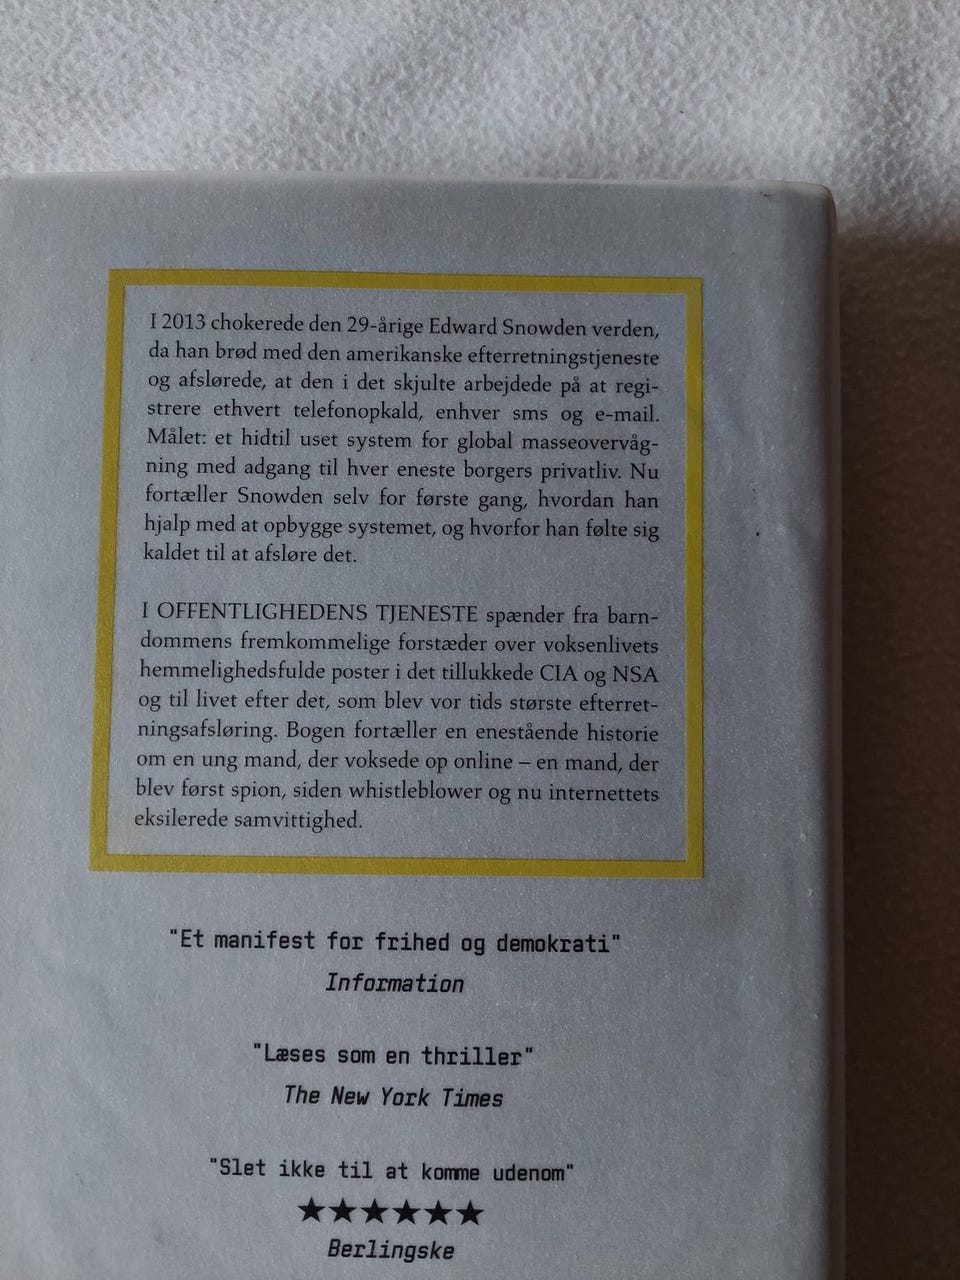 I 2013 chokerede den 29-årige Edward Snowden verden,
da han brød med den amerikanske efterretningstjeneste
og afslørede, at den i det skjulte arbejdede på at regi-
strere ethvert telefonopkald, enhver sms og e-mail.
Målet: et hidtil uset system for global masseovervåg-
ning med adgang til hver eneste borgers privatliv. Nu
fortæller Snowden selv for første gang, hvordan han
hjalp med at opbygge systemet, og hvorfor han følte sig
kaldet til at afsløre det.
I OFFENTLIGHEDENS TJENESTE spænder fra barn-
dommens fremkommelige forstæder over voksenlivets
hemmelighedsfulde poster i det tillukkede CIA og NSA
og til livet efter det, som blev vor tids største efterret-
ningsafsløring. Bogen fortæller en enestående historie
om en ung mand, der voksede op online – en mand, der
blev først spion, siden whistleblower og nu internettets
eksilerede samvittighed.
"Et manifest for frihed og demokrati"
Information
"Læses som en thriller"
The New York Times
"Slet ikke til at komme udenom"
★★★★★★
Berlingske